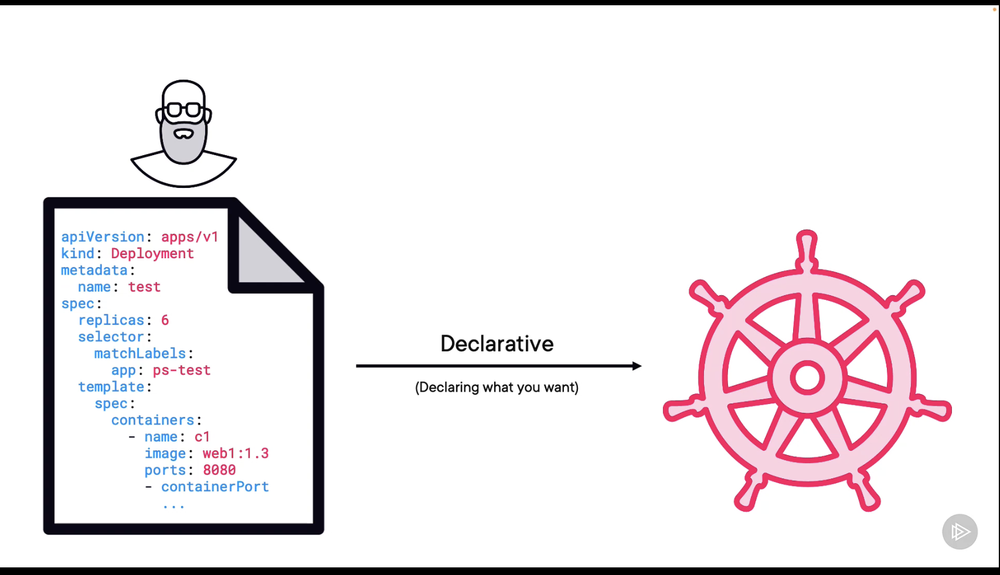 apiVersion: apps/v1
kind: Deployment
metadata:
  name: test
spec:
  replicas: 6
  selector:
    matchLabels:
      app: ps-test
  template:
    spec:
      containers:
        - name: c1
          image: web1:1.3
          ports: 8080
          - containerPort
            ...
Declarative
(Declaring what you want)